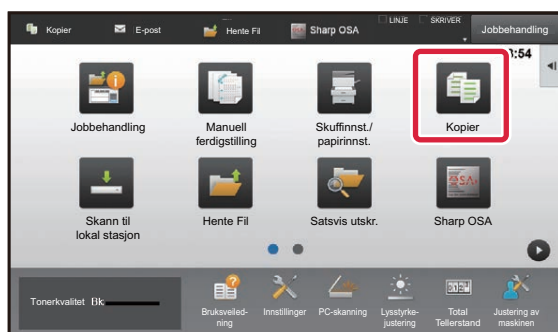 Kopier E-post Hente Fil Sharp OSA LINJE SKRIVER Jobbehandling
:54
Jobbehandling Manuell ferdigstilling Skuffinnst./ papirinnst. Kopier
Skann til lokal stasjon Hente Fil Satsvis utskr. Sharp OSA
Tonerkvalitet Bk
Bruksveiled- ning Innstillinger PC-skanning Lysstyrke- justering Total Tellerstand Justering av maskinen